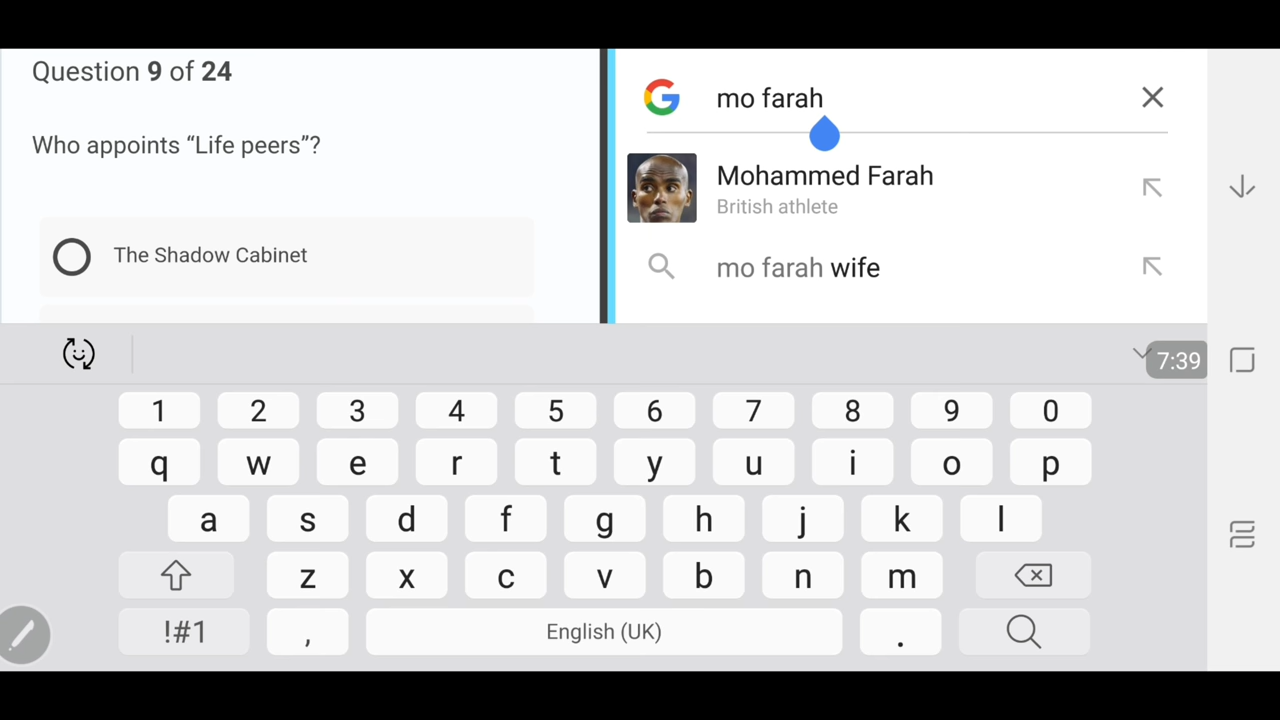 Question 9 of 24
Who appoints “Life peers”?
The Shadow Cabinet
mo farah
Mohammed Farah
British athlete
mo farah wife
7:39
1 2 3 4 5 6 7 8 9 0
q w e r t y u i o p
a s d f g h j k l
z x c v b n m
!#1 , English (UK) .